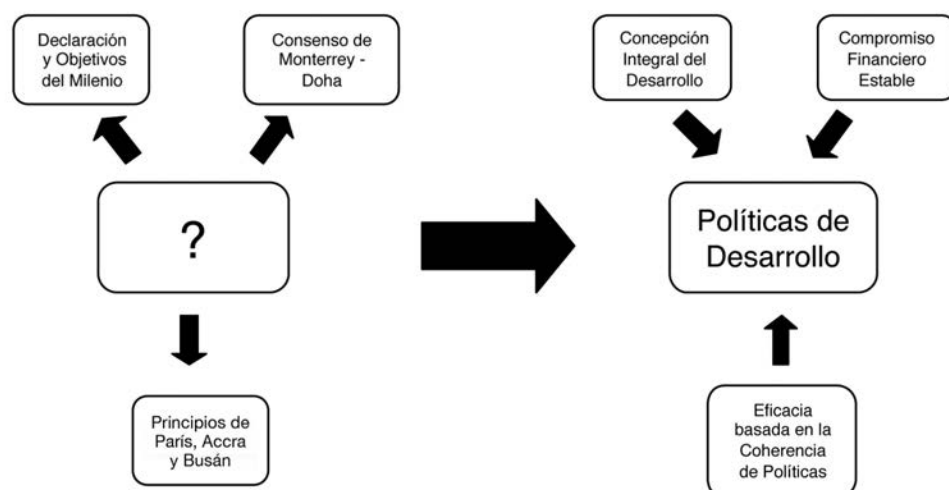 Declaración
y Objetivos
del Milenio
Consenso de
Monterrey -
Doha
?
Principios de
París, Accra
y Busán
Concepción
Integral del
Desarrollo
Compromiso
Financiero
Estable
Políticas de
Desarrollo
Eficacia
basada en la
Coherencia
de Políticas